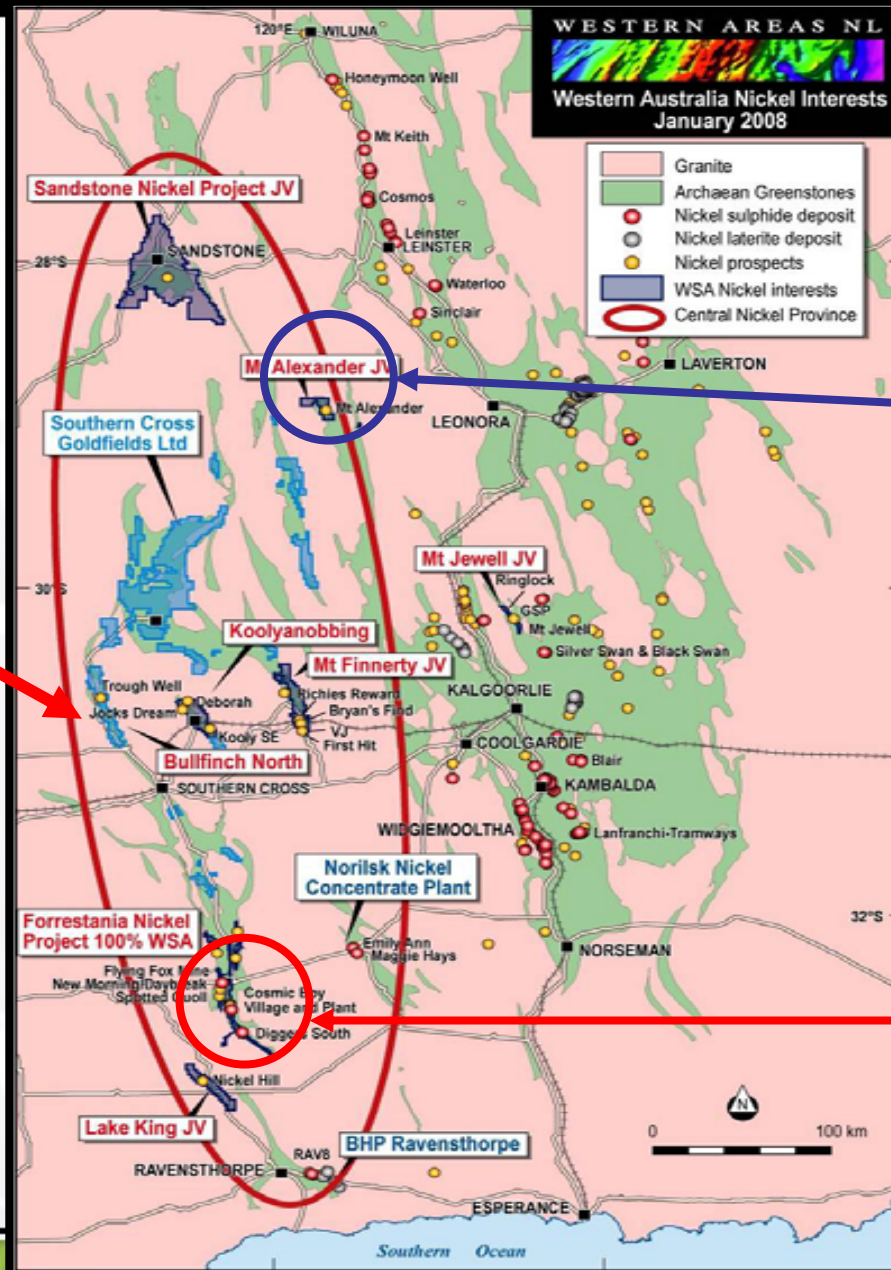 WESTERN AREAS NL
Western Australia Nickel Interests
January 2008
Granite
Archaean Greenstones
Nickel sulphide deposit
Nickel laterite deposit
Nickel prospects
WSA Nickel interests
Central Nickel Province
120°E
WILUNA
Honeymoon Well
Mt Keith
Sandstone Nickel Project JV
Cosmos
Leinster
LEINSTER
28°S
SANDSTONE
Waterloo
Sinclair
LAVERTON
Mt Alexander JV
Mt Alexander
LEONORA
Southern Cross
Goldfields Ltd
30°S
Mt Jewell JV
Ringlock
GSP
Mt Jewell
Silver Swan & Black Swan
Koolyanobbing
Mt Finnerty JV
Trough Well
Deborah
Richies Reward
KALGOORLIE
Jocks Dream
Bryan's Find
Kooly SE
VJ
First Hit
COOLGARDIE
Bullfinch North
Blair
SOUTHERN CROSS
KAMBALDA
WIDGIEMOOLTHA
Lanfranchi-Tramways
Norilsk Nickel
Concentrate Plant
32°S
Forrestania Nickel
Project 100% WSA
Emily Ann
Maggie Hays
NORSEMAN
Flying Fox Mine
New Morning/Daybreak
Spotted Quoll
Cosmic Boy
Village and Plant
Diggers South
Nickel Hill
N
0
100 km
Lake King JV
BHP Ravensthorpe
RAV8
RAVENSTHORPE
ESPERANCE
Southern Ocean